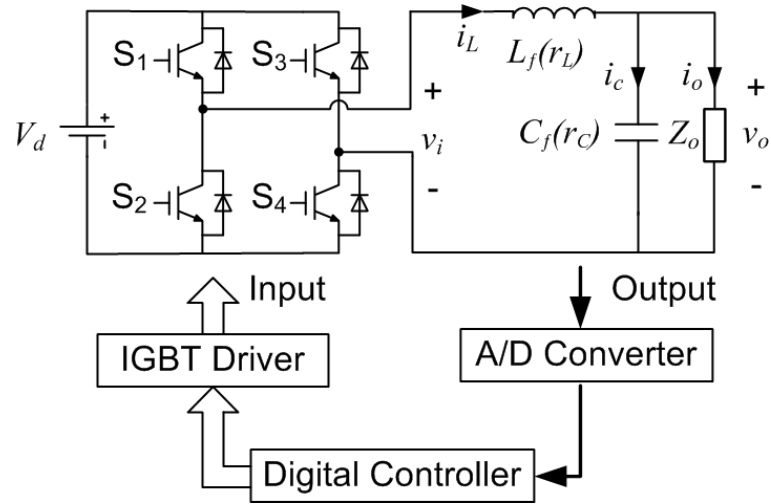 S1
S3
iL
Lf(rL)
ic
io
+
+
+
-
Vd
vi
Cf(rC)
Zo
vo
S2
S4
-
-
Input
Output
IGBT Driver
A/D Converter
Digital Controller